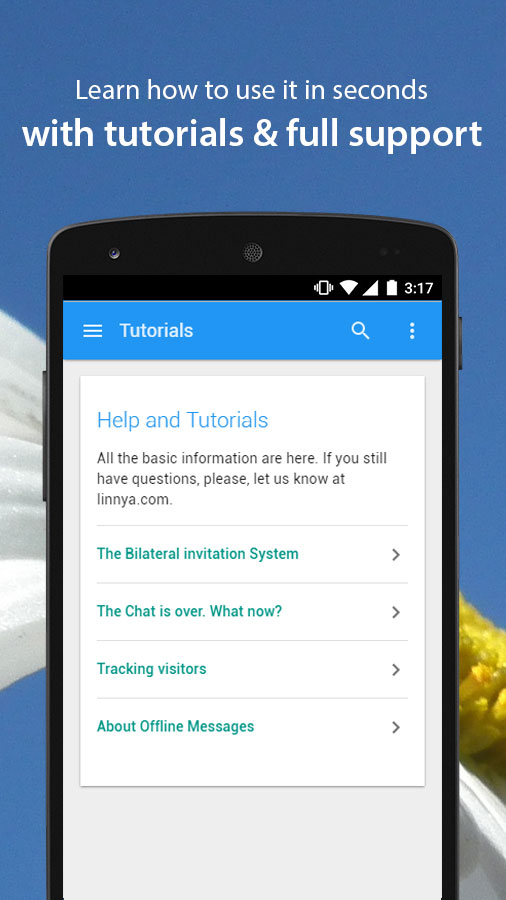 Learn how to use it in seconds
with tutorials & full support
3:17
Tutorials
Help and Tutorials
All the basic information are here. If you still
have questions, please, let us know at
linnya.com.
The Bilateral invitation System
The Chat is over. What now?
Tracking visitors
About Offline Messages